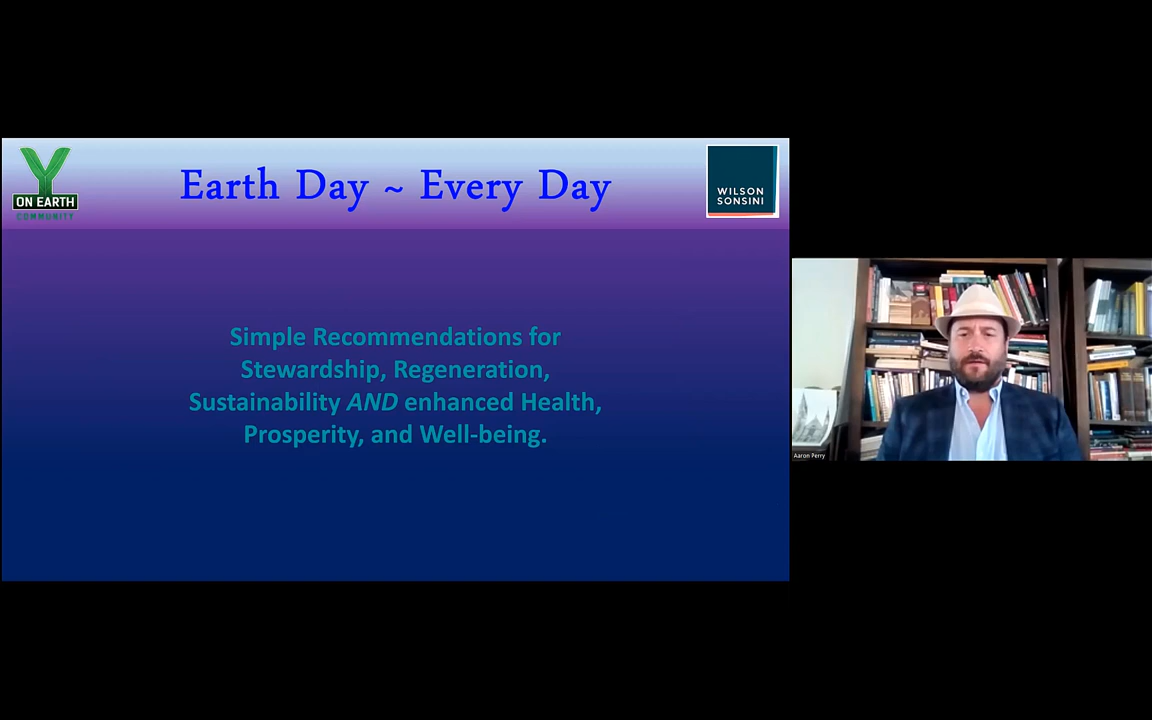 Y
ON EARTH
COMMUNITY
Earth Day ~ Every Day
WILSON
SONSINI
Simple Recommendations for
Stewardship, Regeneration,
Sustainability AND enhanced Health,
Prosperity, and Well-being.
Aaron Perry